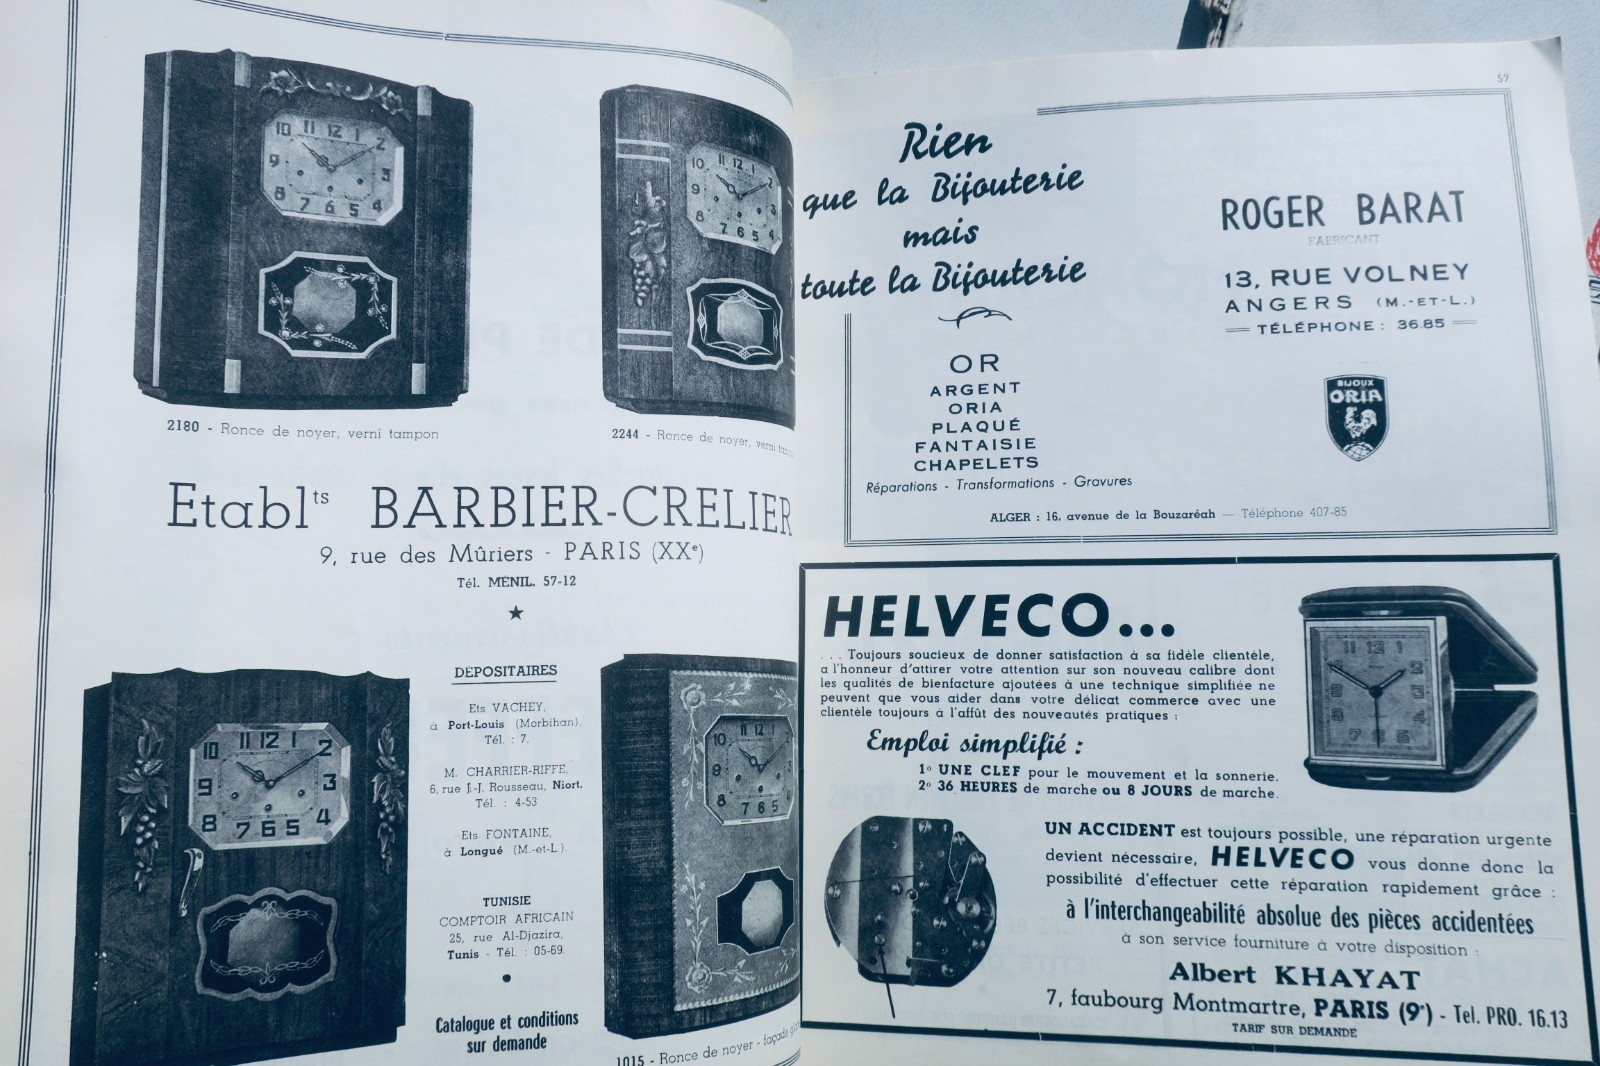 2180 - Ronce de noyer, verni tampon
2244 - Ronce de noyer, verni
Etablts BARBIER-CRELIER
9, rue des Mûriers - PARIS (XXe)
Tél. MÉNIL. 57-12
DÉPOSITAIRES
Ets VACHEY,
à Port-Louis (Morbihan).
Tél. : 7.
M. CHARRIER-RIFFE,
6, rue J.-J. Rousseau, Niort.
Tél. : 4-53
Ets FONTAINE,
à Longué (M.-et-L.).
TUNISIE
COMPTOIR AFRICAIN
25, rue Al-Djazira,
Tunis - Tél. : 05-69.
Catalogue et conditions
sur demande
1015 - Ronce de noyer - façade
57
Rien
que la Bijouterie
mais
toute la Bijouterie
OR
ARGENT
ORIA
PLAQUÉ
FANTAISIE
CHAPELETS
Réparations - Transformations - Gravures
ROGER BARAT
FABRICANT
13, RUE VOLNEY
ANGERS (M.-ET-L.)
TÉLÉPHONE : 36.85
BIJOUX
ORIA
ALGER : 16, avenue de la Bouzaréah — Téléphone 407-85
HELVECO...
... Toujours soucieux de donner satisfaction à sa fidèle clientèle,
a l'honneur d'attirer votre attention sur son nouveau calibre dont
les qualités de bienfacture ajoutées à une technique simplifiée ne
peuvent que vous aider dans votre délicat commerce avec une
clientèle toujours à l'affût des nouveautés pratiques :
Emploi simplifié :
1° UNE CLEF pour le mouvement et la sonnerie.
2° 36 HEURES de marche ou 8 JOURS de marche.
UN ACCIDENT est toujours possible, une réparation urgente
devient nécessaire, HELVECO vous donne donc la
possibilité d'effectuer cette réparation rapidement grâce :
à l'interchangeabilité absolue des pièces accidentées
à son service fourniture à votre disposition :
Albert KHAYAT
7, faubourg Montmartre, PARIS (9e) - Tel. PRO. 16.13
TARIF SUR DEMANDE